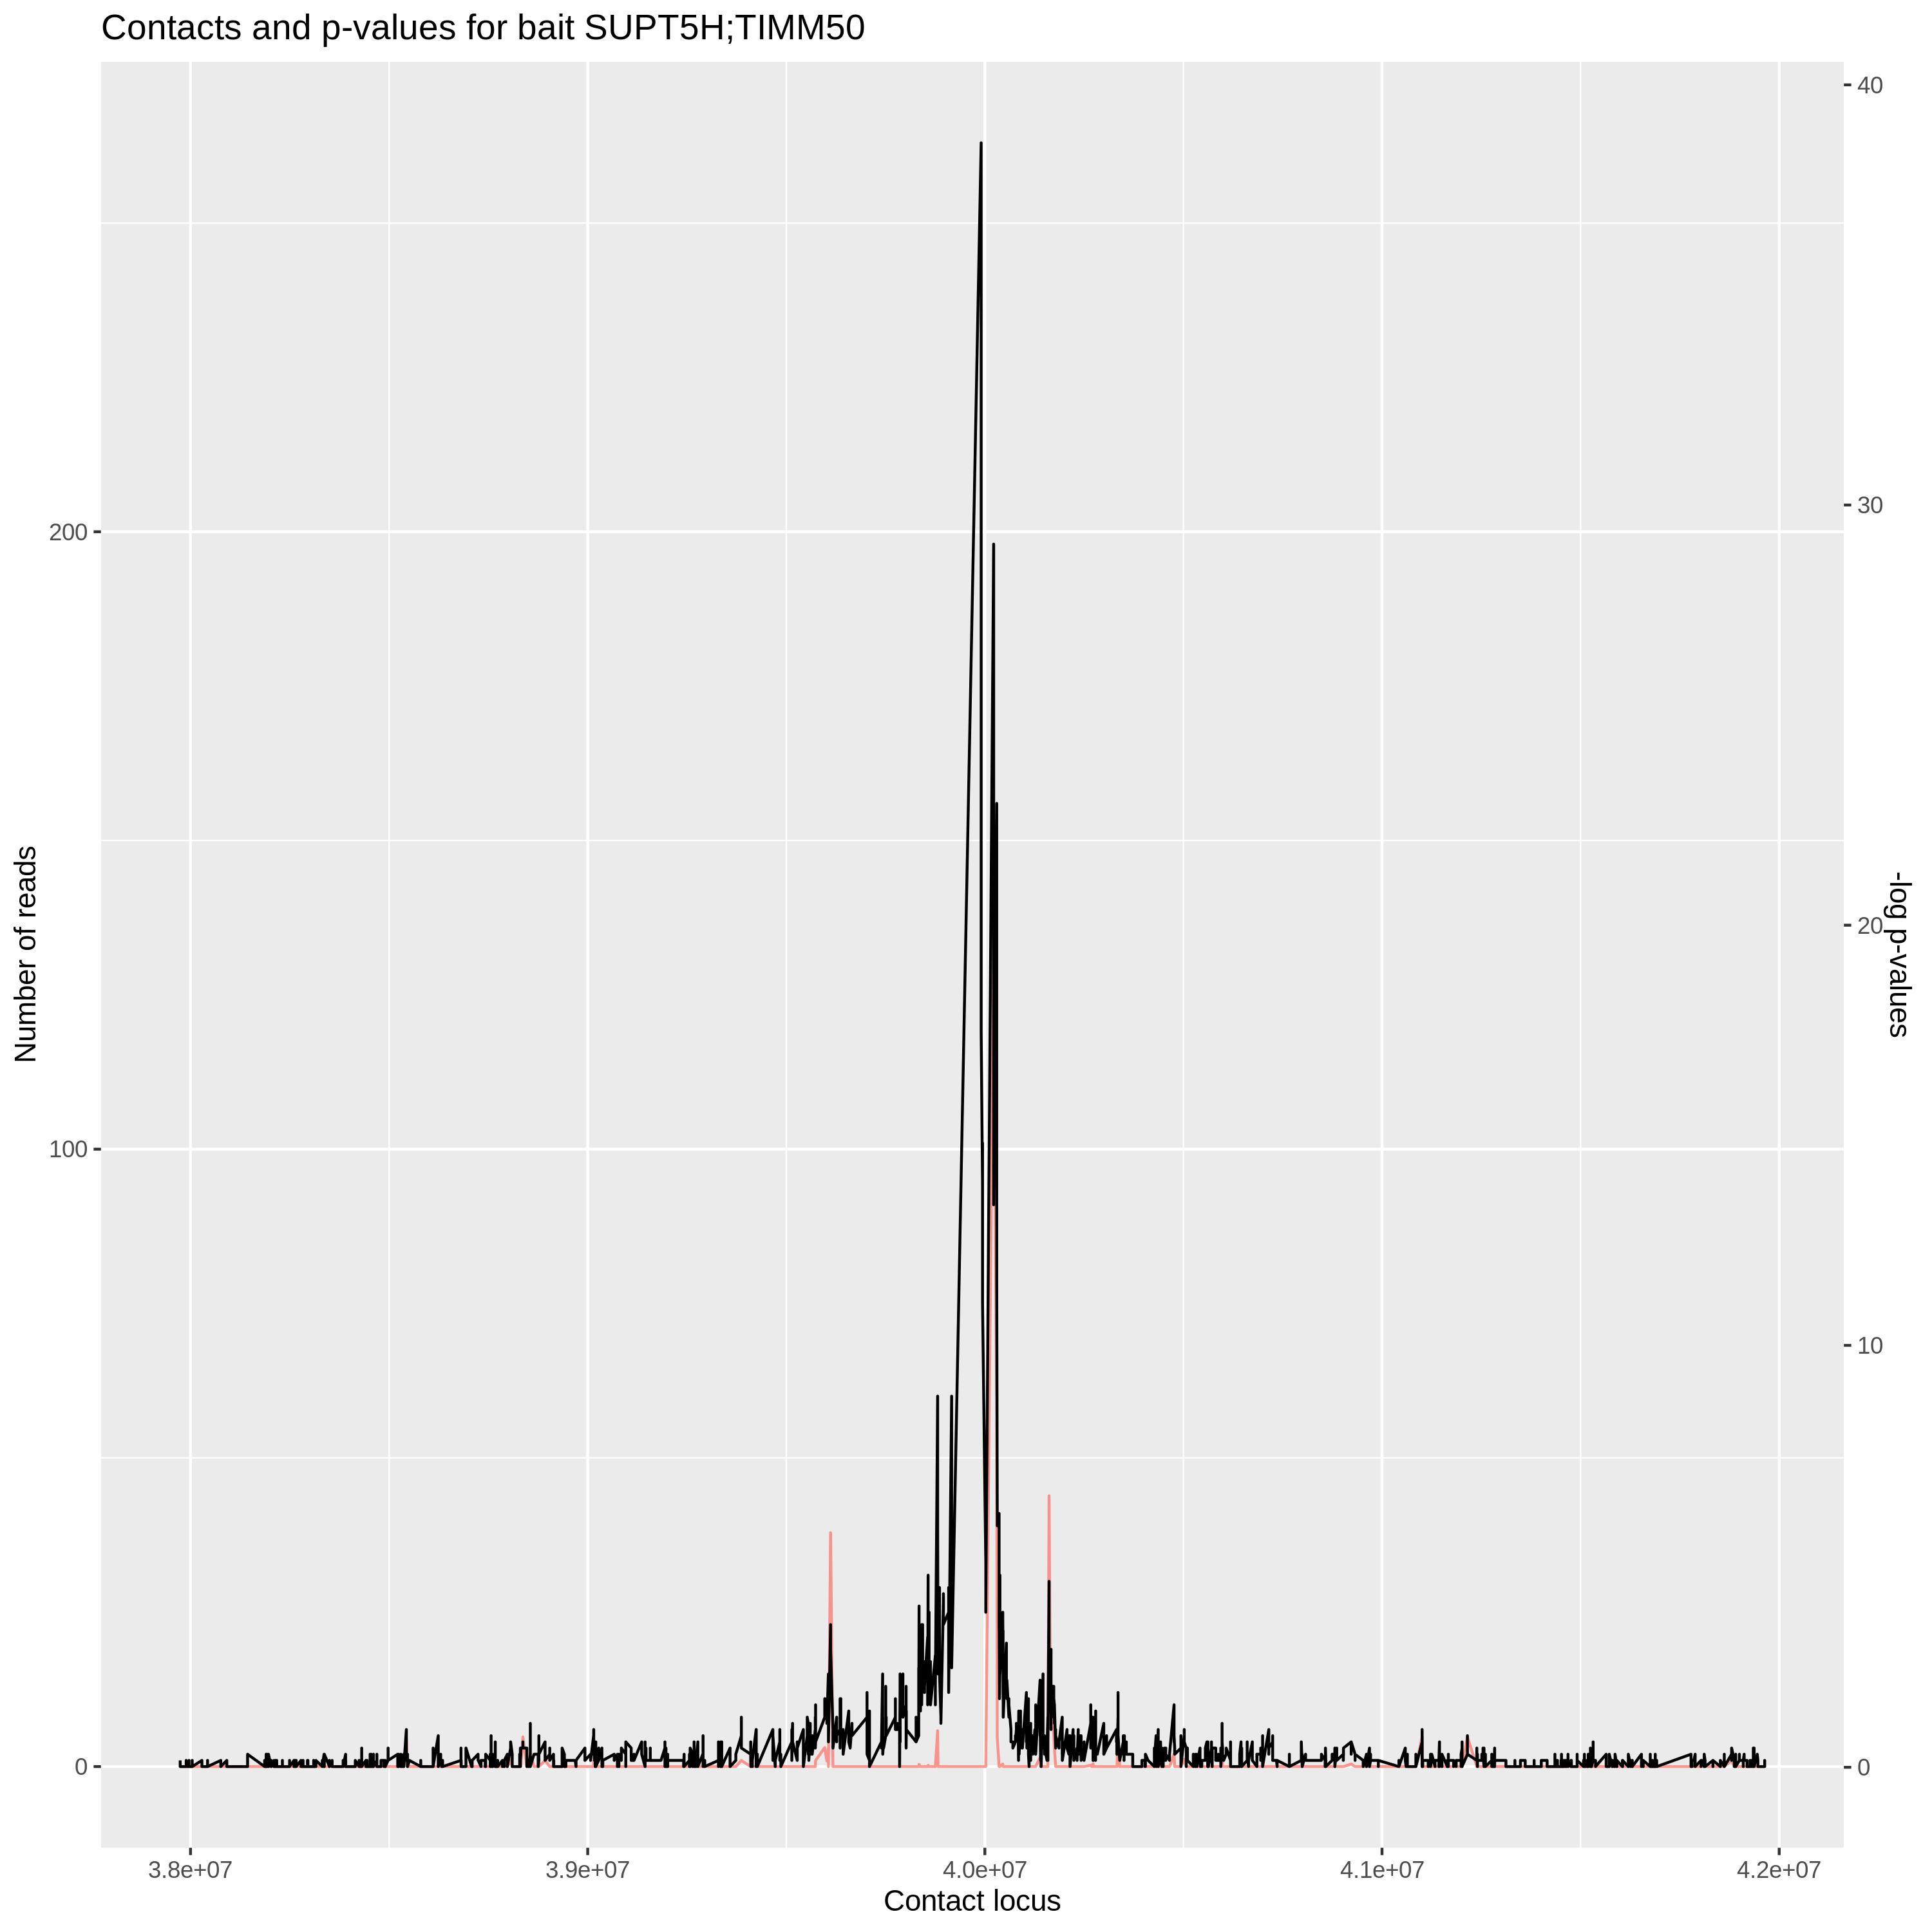 Contacts and p-values for bait SUPT5H;TIMM50
Number of reads
200
100
0
40
30
20
10
0
-log p-values
3.8e+07 3.9e+07 4.0e+07 4.1e+07 4.2e+07
Contact locus